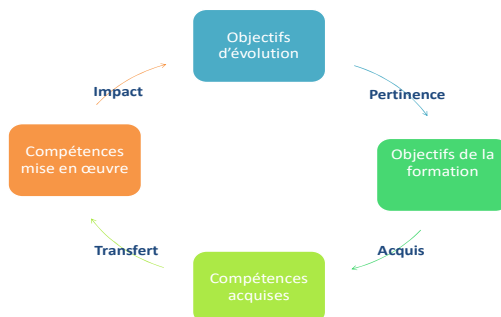 Objectifs
d'évolution
Impact
Pertinence
Compétences
mise en œuvre
Objectifs de la
formation
Transfert
Acquis
Compétences
acquises